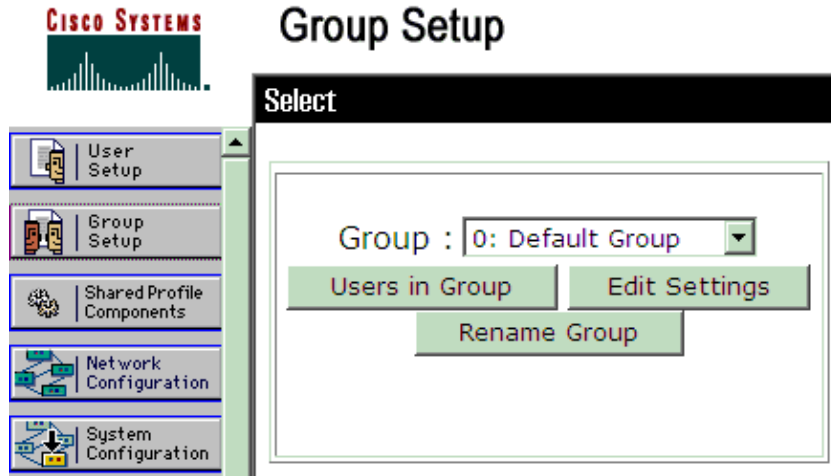 CISCO SYSTEMS
Group Setup
Select
User
Setup
Group
Setup
Shared Profile
Components
Network
Configuration
System
Configuration
Group : 0: Default Group
Users in Group Edit Settings
Rename Group